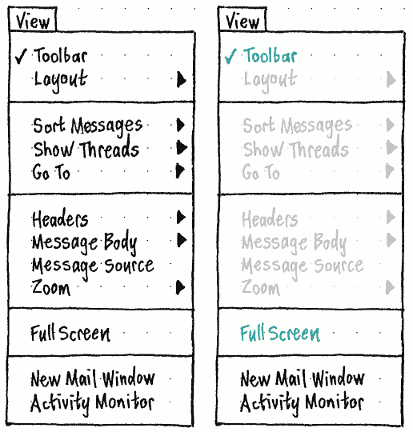 View
✓ Toolbar
Layout
Sort Messages
Show Threads
Go To
Headers
Message Body
Message Source
Zoom
Full Screen
New Mail Window
Activity Monitor
View
✓ Toolbar
Layout
Sort Messages
Show Threads
Go To
Headers
Message Body
Message Source
Zoom
Full Screen
New Mail Window
Activity Monitor